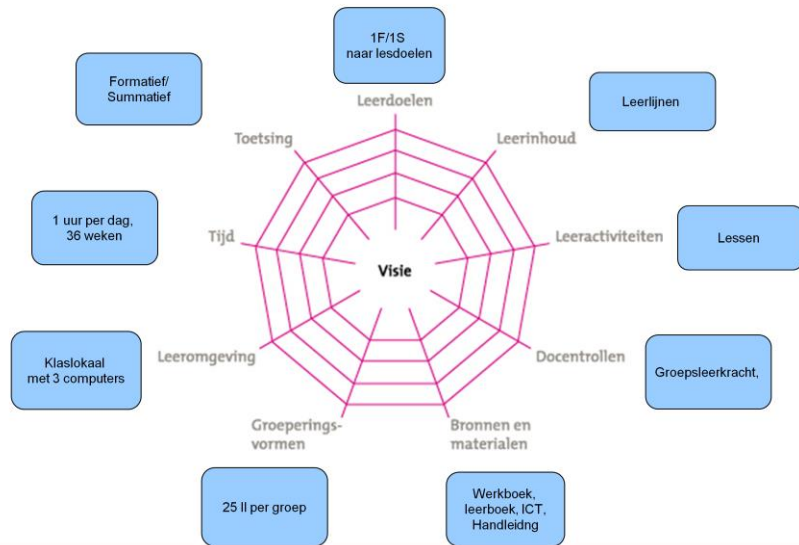 1F/1S
naar lesdoelen
Leerdoelen
Formatief/
Summatief
Toetsing
Leerlijnen
Leerinhoud
1 uur per dag,
36 weken
Tijd
Visie
Leeractiviteiten
Lessen
Klaslokaal
met 3 computers
Leeromgeving
Docentrollen
Groepsleerkracht,
Groeperings-
vormen
Bronnen en
materialen
25 ll per groep
Werkboek,
leerboek, ICT,
Handleidng